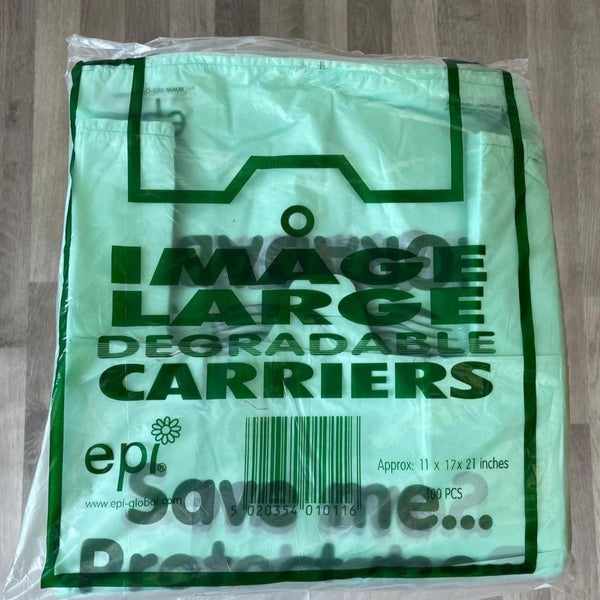 IMAGE
LARGE
DEGRADABLE
CARRIERS
epi®
www.epi-global.com
Approx: 11 x 17x 21 inches
100 PCS
5 020354 010116
Save me...